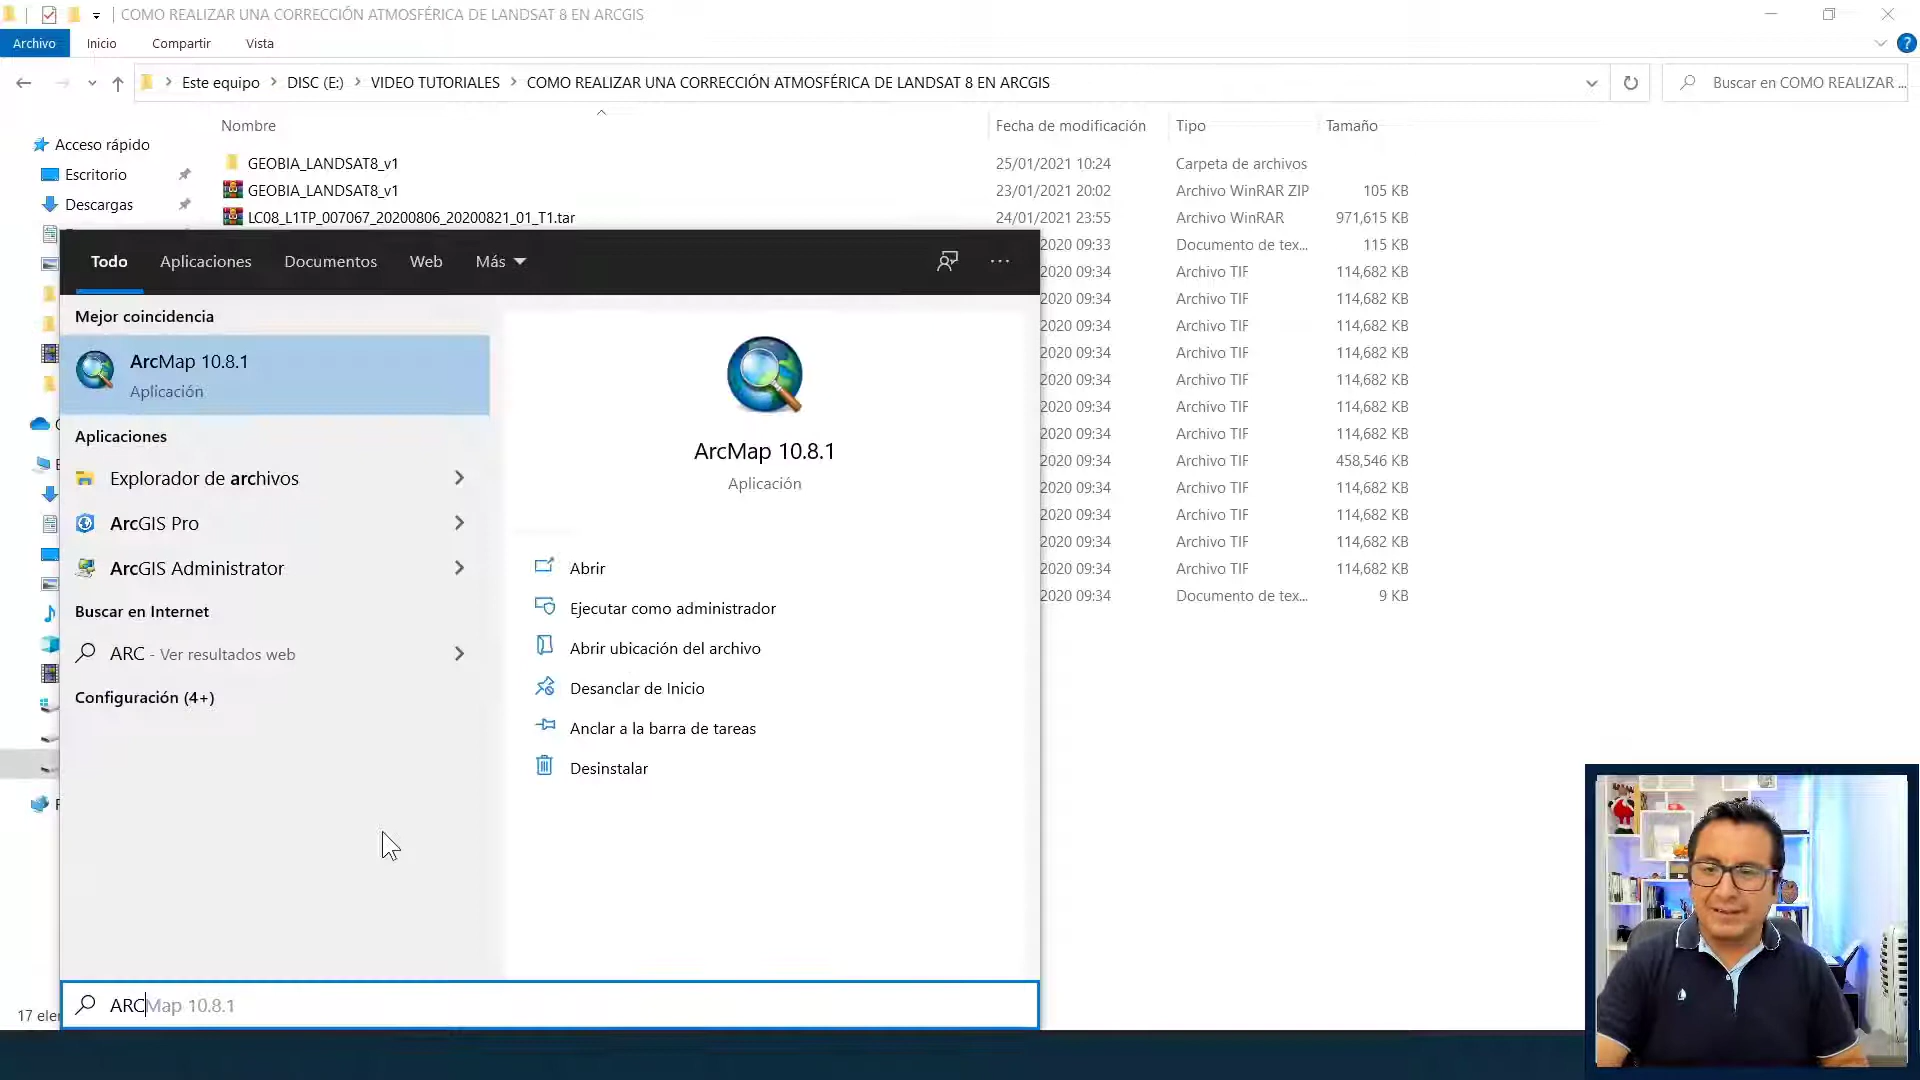 COMO REALIZAR UNA CORRECCIÓN ATMOSFÉRICA DE LANDSAT 8 EN ARCGIS
Archivo Inicio Compartir Vista
Este equipo DISC (E:) VIDEO TUTORIALES COMO REALIZAR UNA CORRECCIÓN ATMOSFÉRICA DE LANDSAT 8 EN ARCGIS Buscar en COMO REALIZAR ...
Nombre Fecha de modificación Tipo Tamaño
Acceso rápido
Escritorio
Descargas
GEOBIA_LANDSAT8_v1 25/01/2021 10:24 Carpeta de archivos
GEOBIA_LANDSAT8_v1 23/01/2021 20:02 Archivo WinRAR ZIP 105 KB
LC08_L1TP_007067_20200806_20200821_01_T1.tar 24/01/2021 23:55 Archivo WinRAR 971,615 KB
2020 09:33 Documento de tex... 115 KB
2020 09:34 Archivo TIF 114,682 KB
2020 09:34 Archivo TIF 114,682 KB
2020 09:34 Archivo TIF 114,682 KB
2020 09:34 Archivo TIF 114,682 KB
2020 09:34 Archivo TIF 114,682 KB
2020 09:34 Archivo TIF 114,682 KB
2020 09:34 Archivo TIF 114,682 KB
2020 09:34 Archivo TIF 458,546 KB
2020 09:34 Archivo TIF 114,682 KB
2020 09:34 Archivo TIF 114,682 KB
2020 09:34 Archivo TIF 114,682 KB
2020 09:34 Archivo TIF 114,682 KB
2020 09:34 Documento de tex... 9 KB
Todo Aplicaciones Documentos Web Más
Mejor coincidencia
ArcMap 10.8.1
Aplicación
Aplicaciones
Explorador de archivos
ArcGIS Pro
ArcGIS Administrator
Buscar en Internet
ARC - Ver resultados web
Configuración (4+)
ArcMap 10.8.1
Aplicación
Abrir
Ejecutar como administrador
Abrir ubicación del archivo
Desanclar de Inicio
Anclar a la barra de tareas
Desinstalar
ARCMap 10.8.1
17 ele